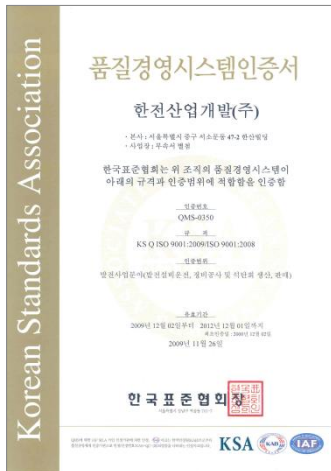 Korean Standards Association
품질경영시스템인증서
한전산업개발(주)
· 본사 : 서울특별시 중구 서소문동 47-2 한산빌딩
· 사업장 : 부속서 별첨
한국표준협회는 위 조직의 품질경영시스템이
아래의 규격과 인증범위에 적합함을 인증함
인증번호
QMS-0350
규 격
KS Q ISO 9001:2009/ISO 9001:2008
인증범위
발전사업분야(발전설비운전, 정비공사 및 석탄회 생산, 판매)
유효기간
2009년 12월 02일부터 2012년 12월 01일까지
2009년 11월 26일
한국표준협회장
KSA
KAB
IAF